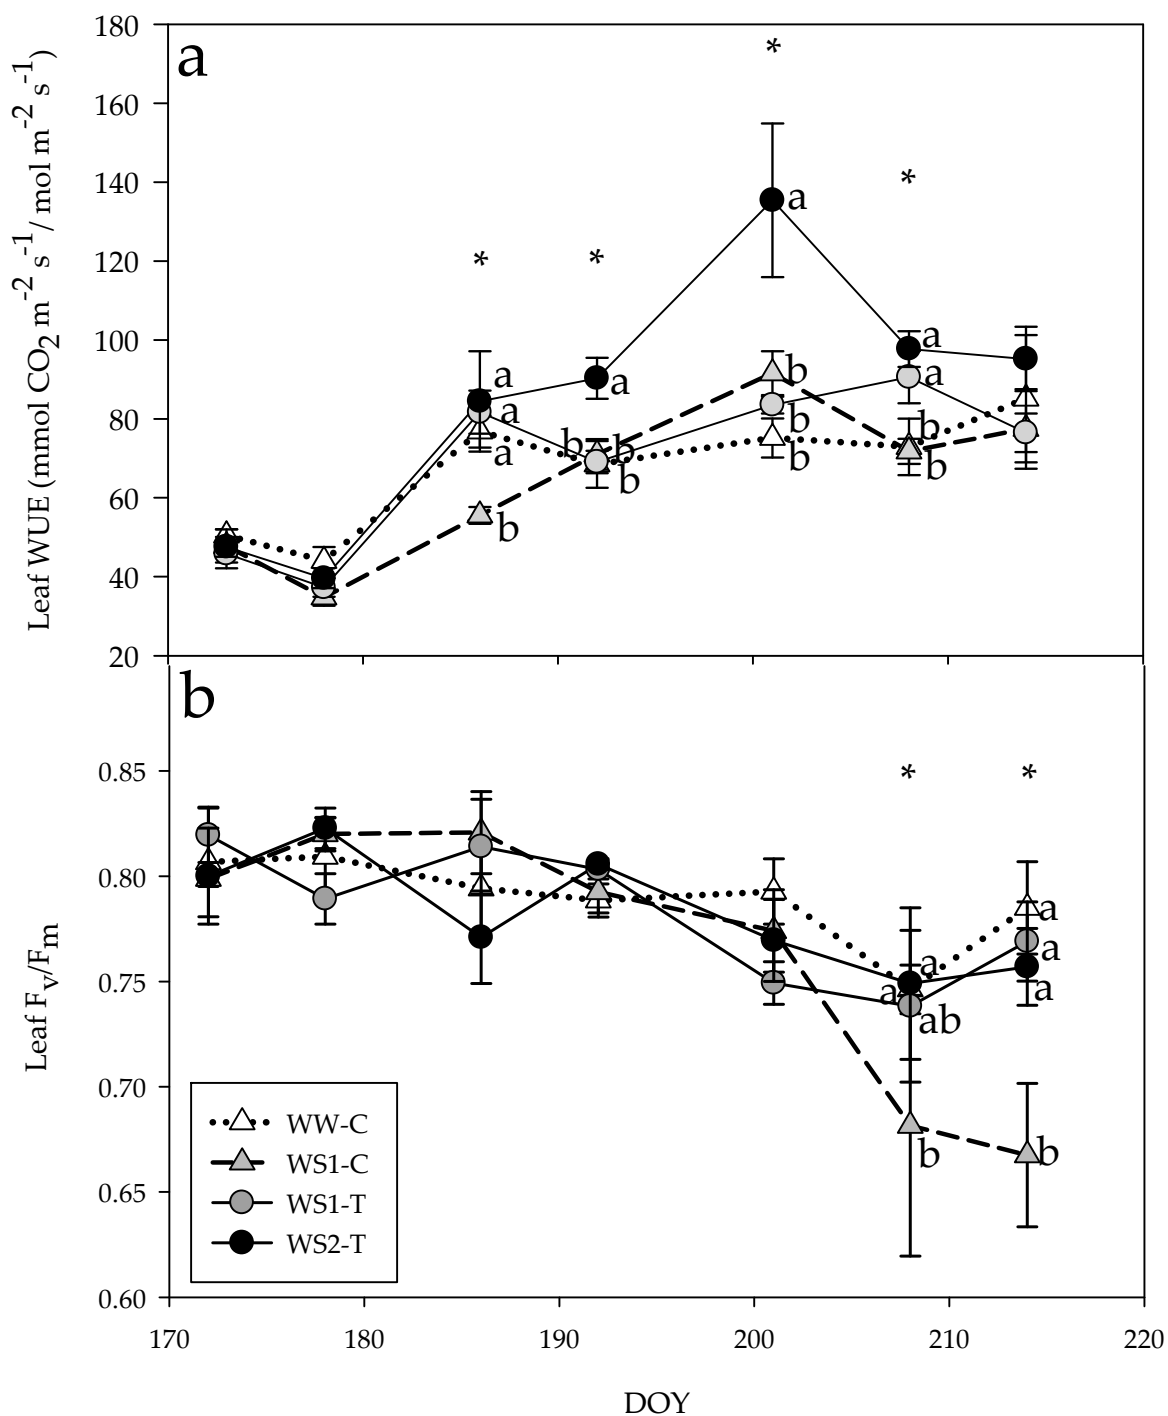 a
Leaf WUE (mmol CO2 m-2 s-1/ mol m-2 s-1)
180
160
140
120
100
80
60
40
20
*
*
*
*
a
a
a
b
a
b
b
b
a
b
b
b
a
a
b
b
b
Leaf Fv/Fm
0.85
0.80
0.75
0.70
0.65
0.60
*
*
a
a
ab
b
a
a
a
b
WW-C
WS1-C
WS1-T
WS2-T
170
180
190
200
210
220
DOY